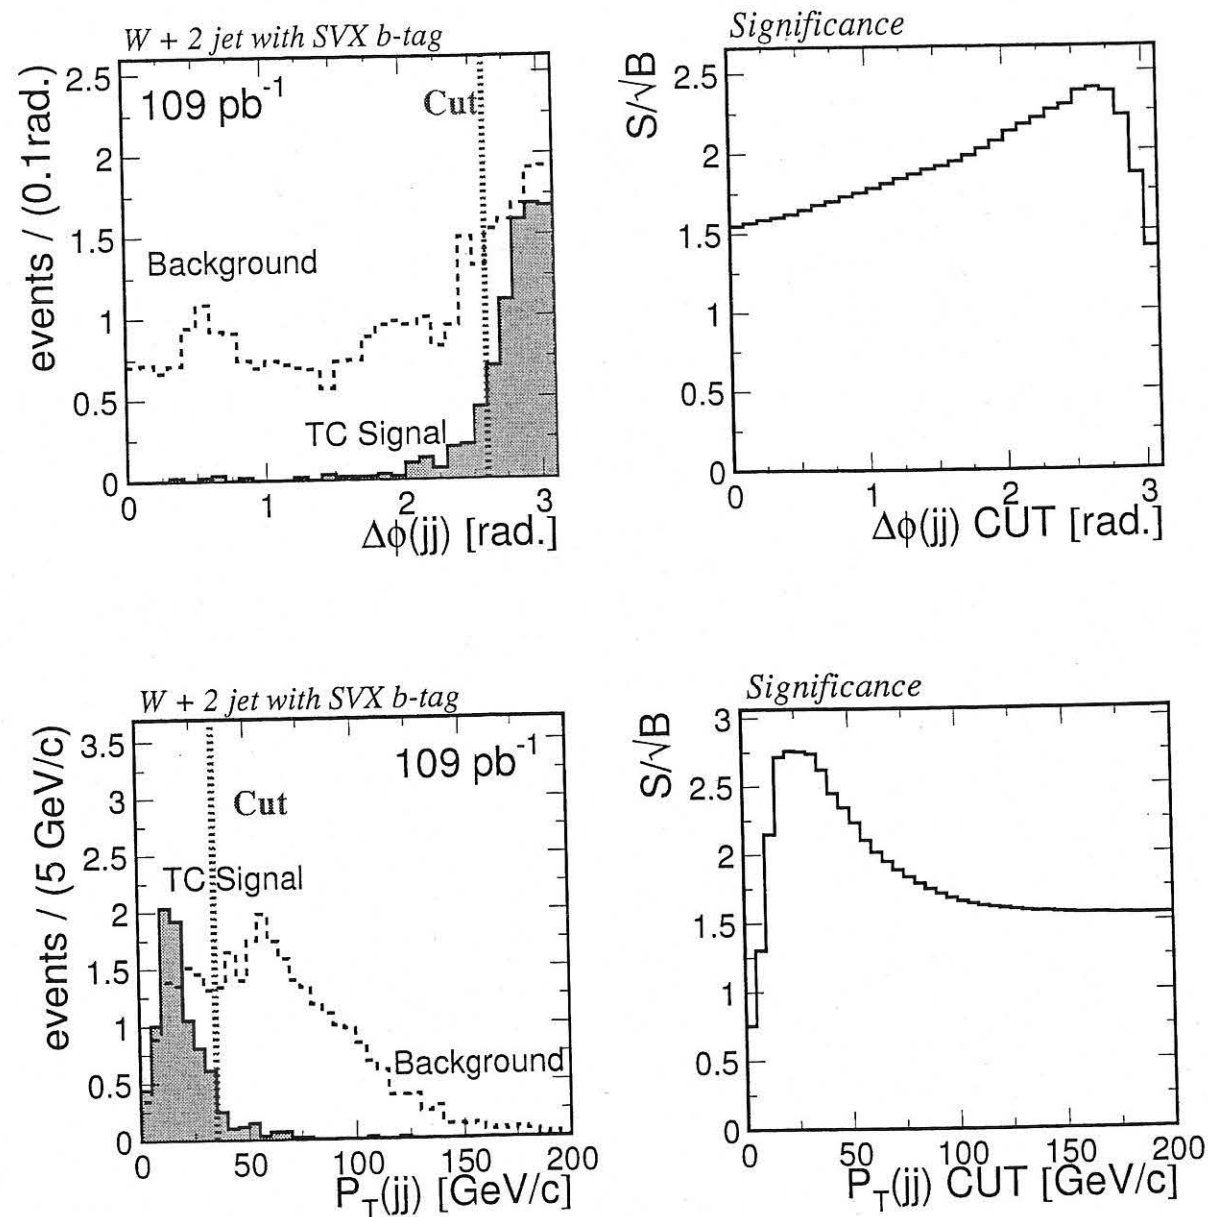 W + 2 jet with SVX b-tag
109 pb⁻¹
Cut
Background
TC Signal
events / (0.1rad.)
2.5
2
1.5
1
0.5
0
0 1 2 3
Δϕ(jj) [rad.]
Significance
S/√B
2.5
2
1.5
1
0.5
0
0 1 2 3
Δϕ(jj) CUT [rad.]
W + 2 jet with SVX b-tag
109 pb⁻¹
Cut
TC Signal
Background
events / (5 GeV/c)
3.5
3
2.5
2
1.5
1
0.5
0
0 50 100 150 200
P_T(jj) [GeV/c]
Significance
S/√B
3
2.5
2
1.5
1
0.5
0
0 50 100 150 200
P_T(jj) CUT [GeV/c]